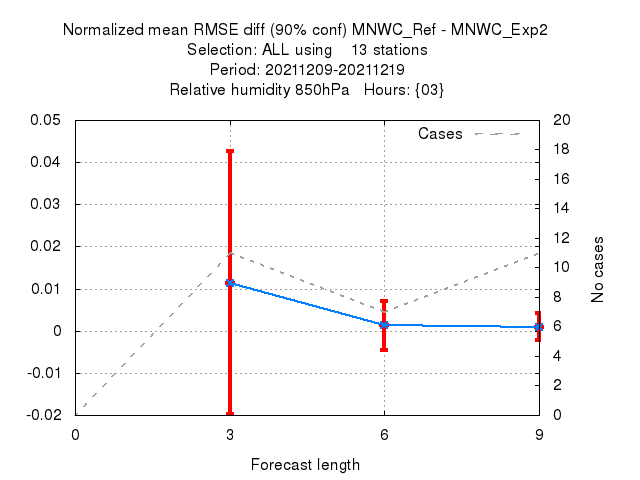 Normalized mean RMSE diff (90% conf) MNWC_Ref - MNWC_Exp2
Selection: ALL using 13 stations
Period: 20211209-20211219
Relative humidity 850hPa Hours: {03}
Cases
0.05
0.04
0.03
0.02
0.01
0
-0.01
-0.02
20
18
16
14
12
10
8
6
4
2
0
No cases
0 3 6 9
Forecast length